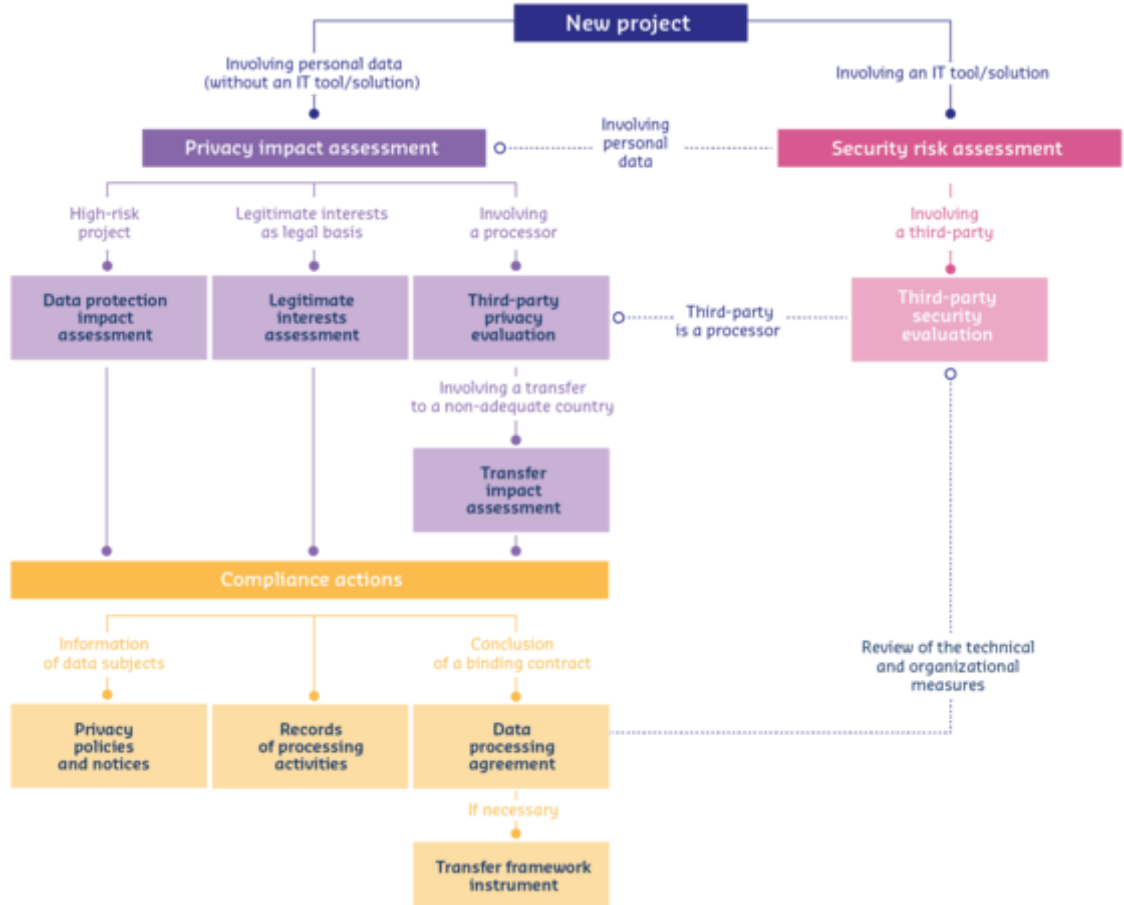 New project
Involving personal data
(without an IT tool/solution)
Involving an IT tool/solution
Privacy impact assessment
Involving
personal
data
Security risk assessment
High-risk
project
Legitimate interests
as legal basis
Involving
a processor
Involving
a third-party
Data protection
impact
assessment
Legitimate
interests
assessment
Third-party
privacy
evaluation
Third-party
is a processor
Third-party
security
evaluation
Involving a transfer
to a non-adequate country
Transfer
impact
assessment
Compliance actions
Information
of data subjects
Conclusion
of a binding contract
Review of the technical
and organizational
measures
Privacy
policies
and notices
Records
of processing
activities
Data
processing
agreement
If necessary
Transfer framework
instrument